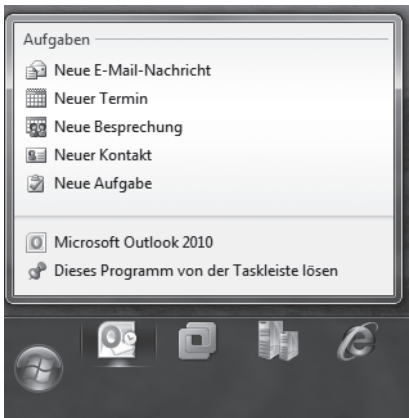 Aufgaben
Neue E-Mail-Nachricht
Neuer Termin
Neue Besprechung
Neuer Kontakt
Neue Aufgabe
Microsoft Outlook 2010
Dieses Programm von der Taskleiste lösen